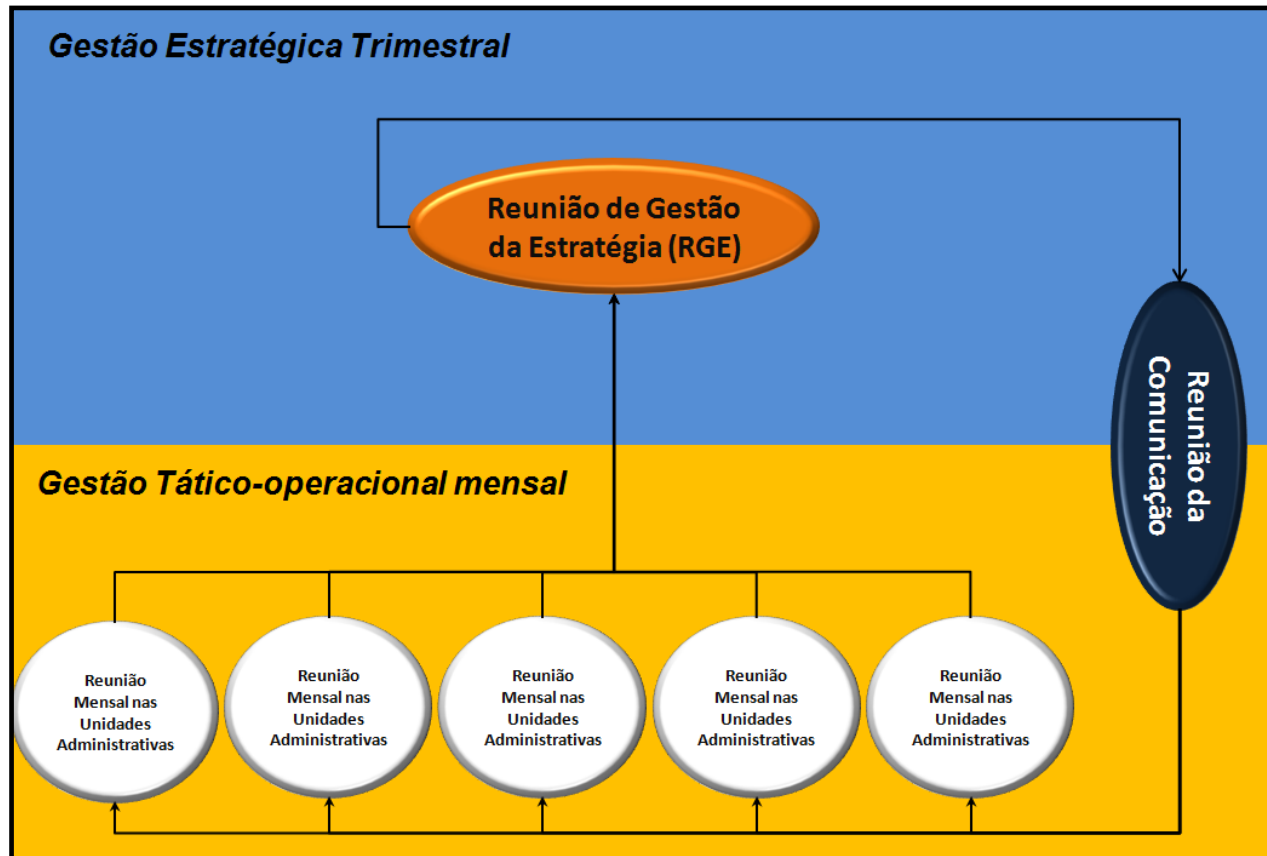 Gestão Estratégica Trimestral
Reunião de Gestão
da Estratégia (RGE)
Reunião da
Comunicação
Gestão Tático-operacional mensal
Reunião
Mensal nas
Unidades
Administrativas
Reunião
Mensal nas
Unidades
Administrativas
Reunião
Mensal nas
Unidades
Administrativas
Reunião
Mensal nas
Unidades
Administrativas
Reunião
Mensal nas
Unidades
Administrativas